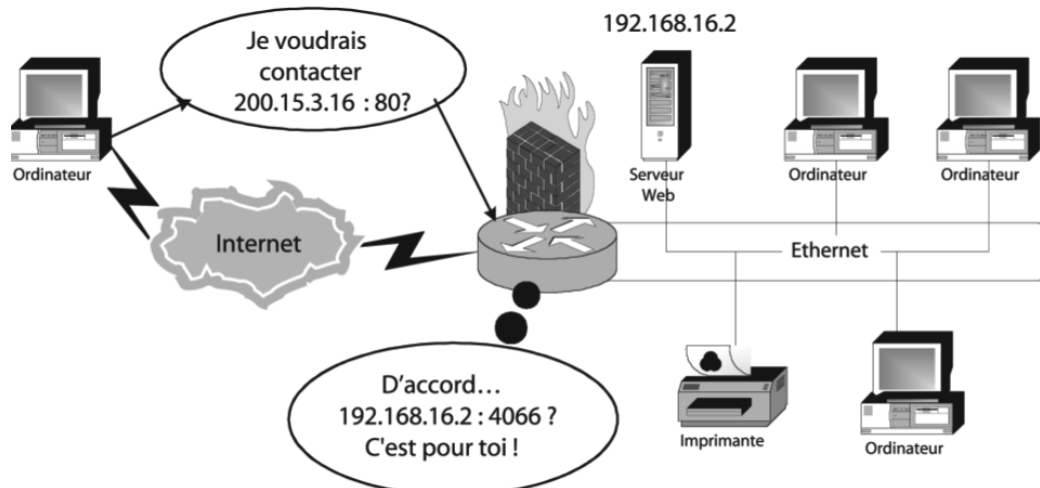 192.168.16.2
Je voudrais
contacter
200.15.3.16 : 80?
Ordinateur
Serveur
Web
Ordinateur
Ordinateur
Internet
Ethernet
D'accord…
192.168.16.2 : 4066 ?
C'est pour toi !
Imprimante
Ordinateur